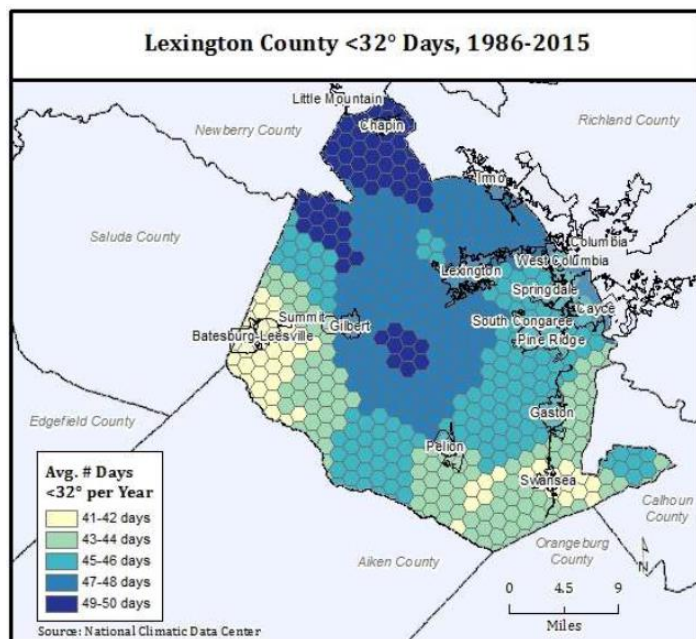 Lexington County <32° Days, 1986-2015
Little Mountain
Newberry County
Chapin
Richland County
Irmo
Saluda County
Columbia
West Columbia
Lexington
Springdale
Cayce
Summit
Gilbert
South Congaree
Batesburg-Leesville
Pine Ridge
Edgefield County
Gaston
Pelion
Swansea
Avg. # Days
<32° per Year
41-42 days
43-44 days
45-46 days
47-48 days
49-50 days
Calhoun
County
Orangeburg
County
Aiken County
N
0 4.5 9
Miles
Source: National Climatic Data Center